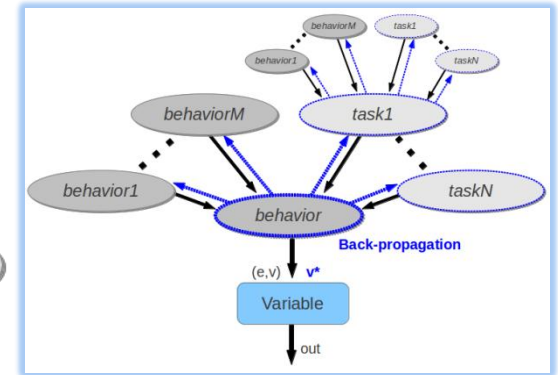 behaviorM
task1
behavior1
taskN
behaviorM
task1
behavior1
taskN
behavior
Back-propagation
(e,v) v*
Variable
out